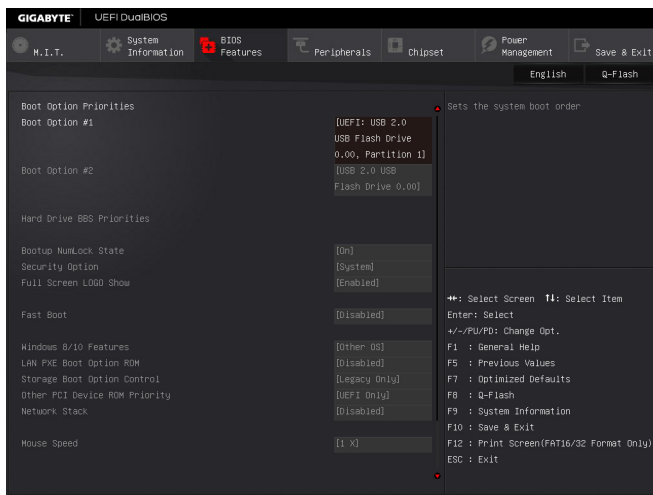 GIGABYTE™ UEFI DualBIOS
M.I.T.
System Information
BIOS Features
Peripherals
Chipset
Power Management
Save & Exit
English
Q-Flash
Boot Option Priorities
Boot Option #1 [UEFI: USB 2.0
USB Flash Drive
0.00, Partition 1]
Boot Option #2 [USB 2.0 USB
Flash Drive 0.00]
Hard Drive BBS Priorities
Bootup NumLock State [On]
Security Option [System]
Full Screen LOGO Show [Enabled]
Fast Boot [Disabled]
Windows 8/10 Features [Other OS]
LAN PXE Boot Option ROM [Disabled]
Storage Boot Option Control [Legacy Only]
Other PCI Device ROM Priority [UEFI Only]
Network Stack [Disabled]
Mouse Speed [1 X]
Sets the system boot order
→←: Select Screen ↑↓: Select Item
Enter: Select
+/-/PU/PD: Change Opt.
F1 : General Help
F5 : Previous Values
F7 : Optimized Defaults
F8 : Q-Flash
F9 : System Information
F10 : Save & Exit
F12 : Print Screen(FAT16/32 Format Only)
ESC : Exit